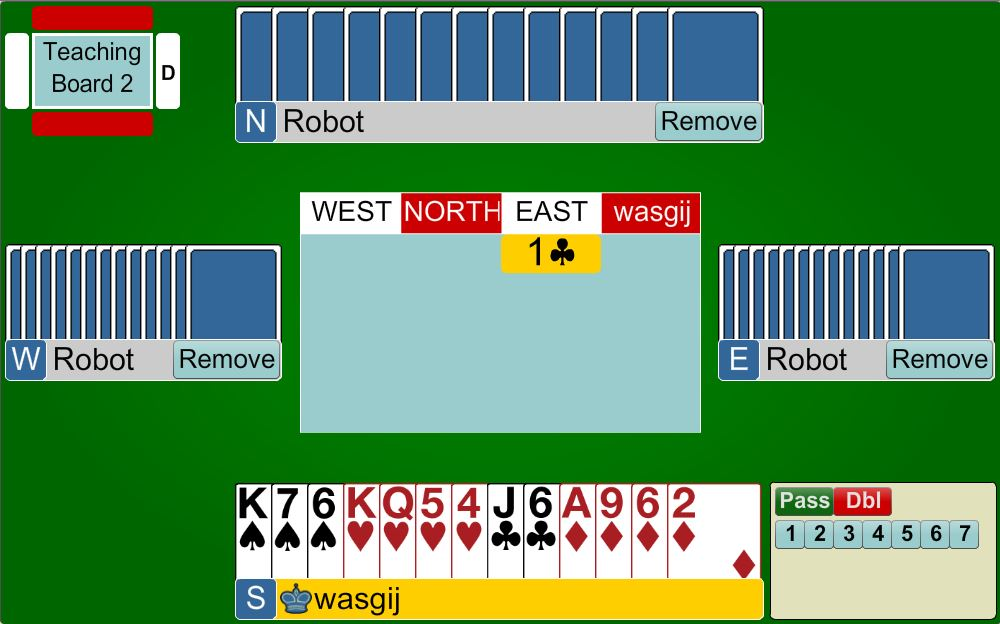 Teaching
Board 2
D
N Robot Remove
WEST NORTH EAST wasgij
1♣
W Robot Remove
E Robot Remove
K 7 6 K Q 5 4 J 6 A 9 6 2
♠ ♠ ♠ ♥ ♥ ♥ ♥ ♣ ♣ ♦ ♦ ♦ ♦
Pass Dbl
1 2 3 4 5 6 7
S wasgij